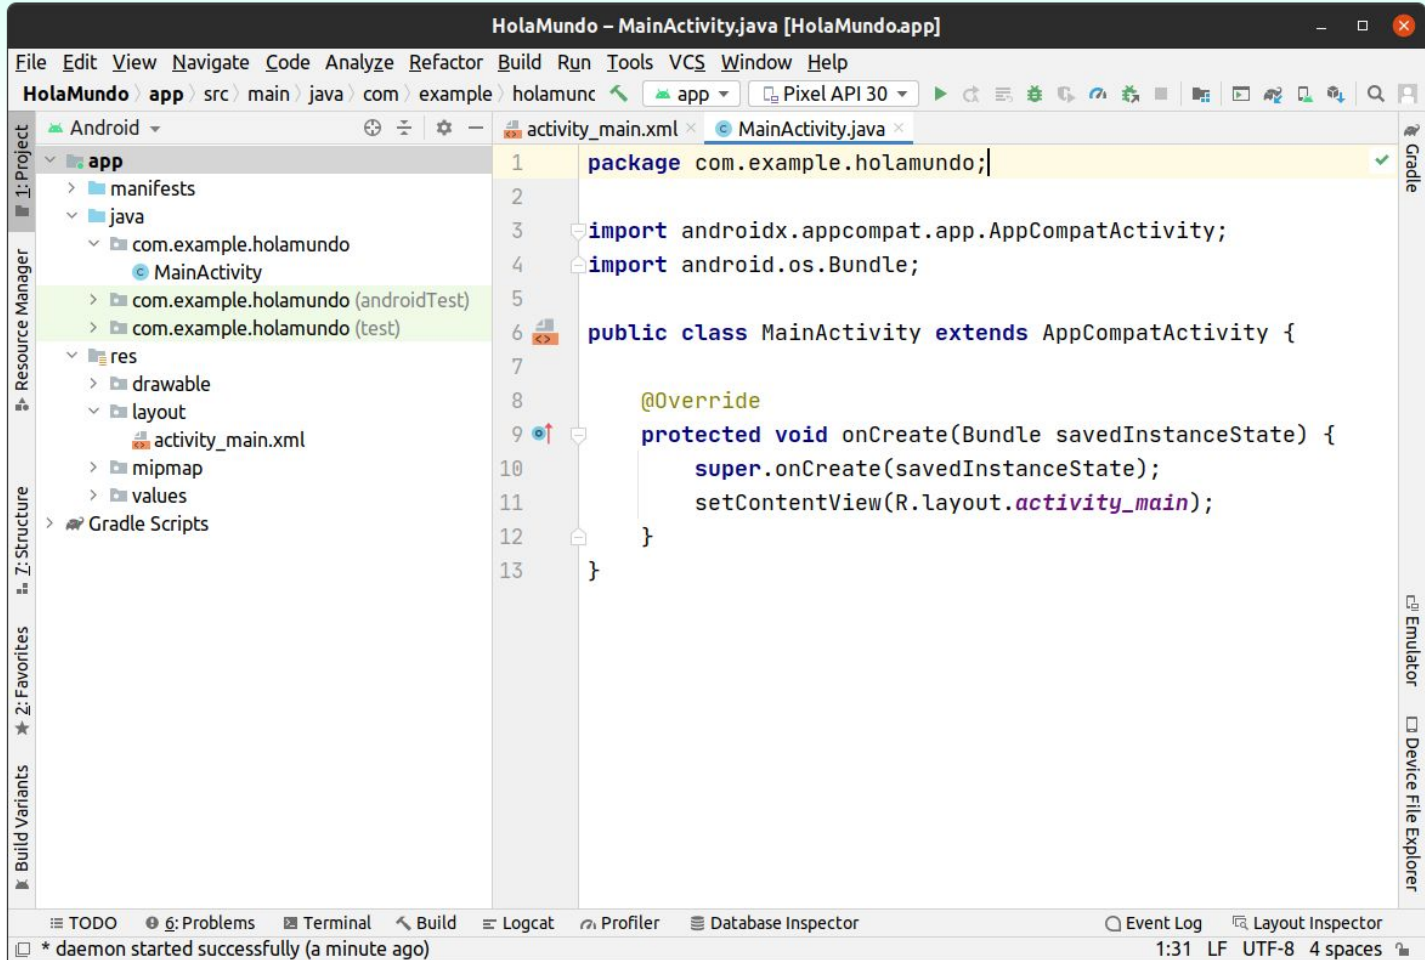 HolaMundo – MainActivity.java [HolaMundo.app]
File Edit View Navigate Code Analyze Refactor Build Run Tools VCS Window Help
HolaMundo app src main java com example holamunc app Pixel API 30
1: Project
Resource Manager
7: Structure
2: Favorites
Build Variants
Android
app
manifests
java
com.example.holamundo
MainActivity
com.example.holamundo (androidTest)
com.example.holamundo (test)
res
drawable
layout
activity_main.xml
mipmap
values
Gradle Scripts
activity_main.xml MainActivity.java
1 package com.example.holamundo;
2
3 import androidx.appcompat.app.AppCompatActivity;
4 import android.os.Bundle;
5
6 public class MainActivity extends AppCompatActivity {
7
8 @Override
9 protected void onCreate(Bundle savedInstanceState) {
10 super.onCreate(savedInstanceState);
11 setContentView(R.layout.activity_main);
12 }
13 }
Gradle
Emulator
Device File Explorer
TODO 6: Problems Terminal Build Logcat Profiler Database Inspector Event Log Layout Inspector
* daemon started successfully (a minute ago) 1:31 LF UTF-8 4 spaces